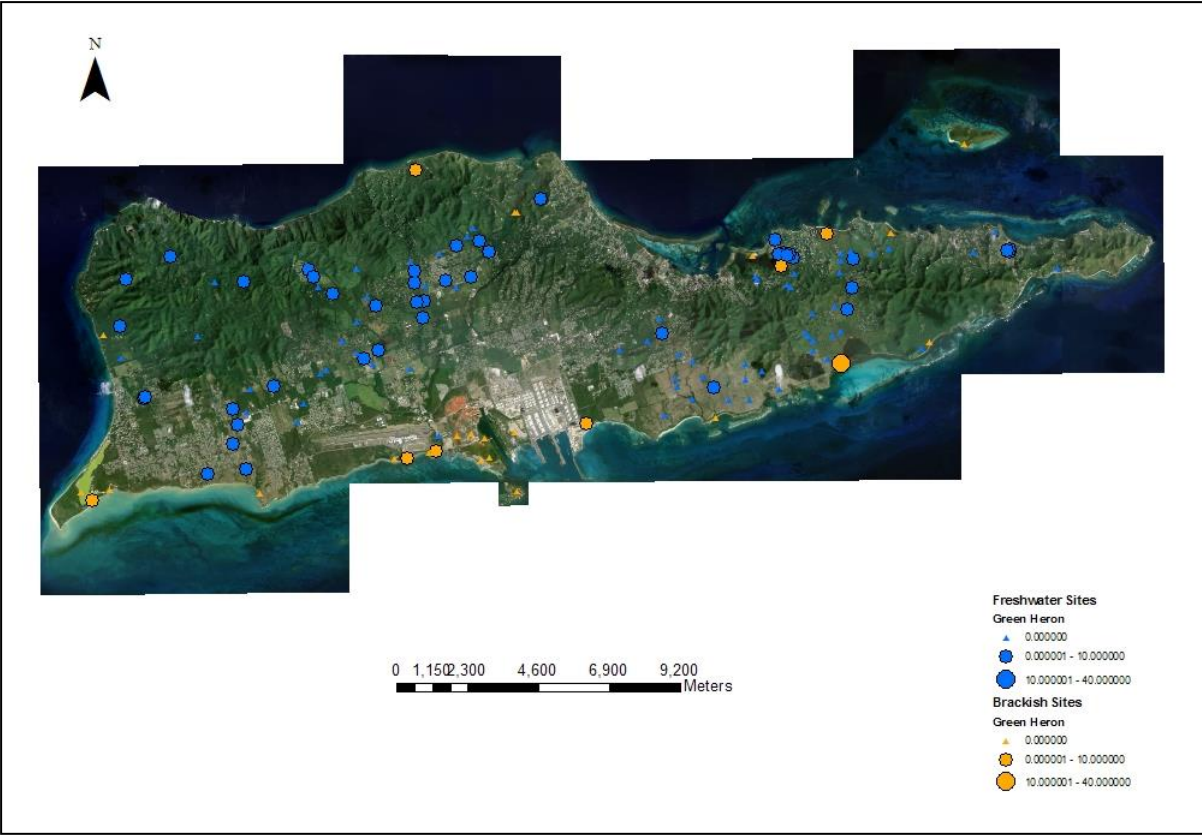 N
0 1,150 2,300 4,600 6,900 9,200
Meters
Freshwater Sites
Green Heron
0.000000
0.000001 - 10.000000
10.000001 - 40.000000
Brackish Sites
Green Heron
0.000000
0.000001 - 10.000000
10.000001 - 40.000000